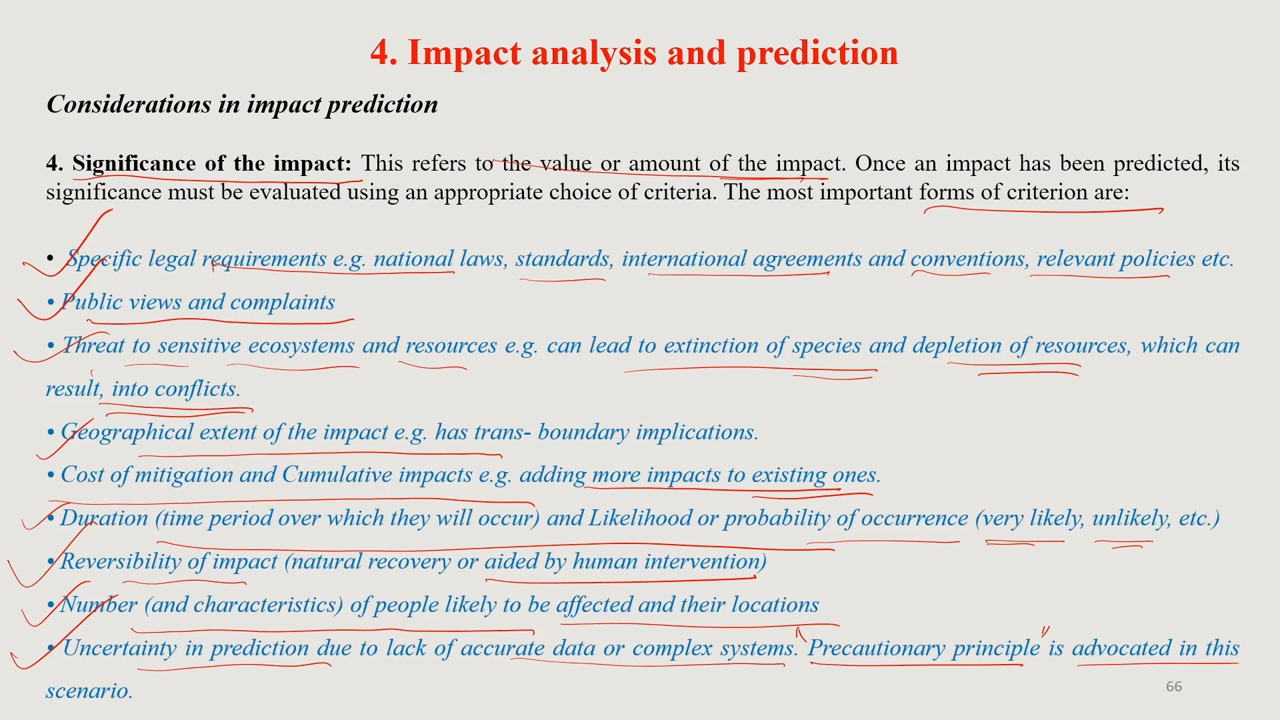 4. Impact analysis and prediction
Considerations in impact prediction
4. Significance of the impact: This refers to the value or amount of the impact. Once an impact has been predicted, its
significance must be evaluated using an appropriate choice of criteria. The most important forms of criterion are:
• Specific legal requirements e.g. national laws, standards, international agreements and conventions, relevant policies etc.
• Public views and complaints
• Threat to sensitive ecosystems and resources e.g. can lead to extinction of species and depletion of resources, which can
result, into conflicts.
• Geographical extent of the impact e.g. has trans- boundary implications.
• Cost of mitigation and Cumulative impacts e.g. adding more impacts to existing ones.
• Duration (time period over which they will occur) and Likelihood or probability of occurrence (very likely, unlikely, etc.)
• Reversibility of impact (natural recovery or aided by human intervention)
• Number (and characteristics) of people likely to be affected and their locations
• Uncertainty in prediction due to lack of accurate data or complex systems. Precautionary principle is advocated in this
scenario.
66